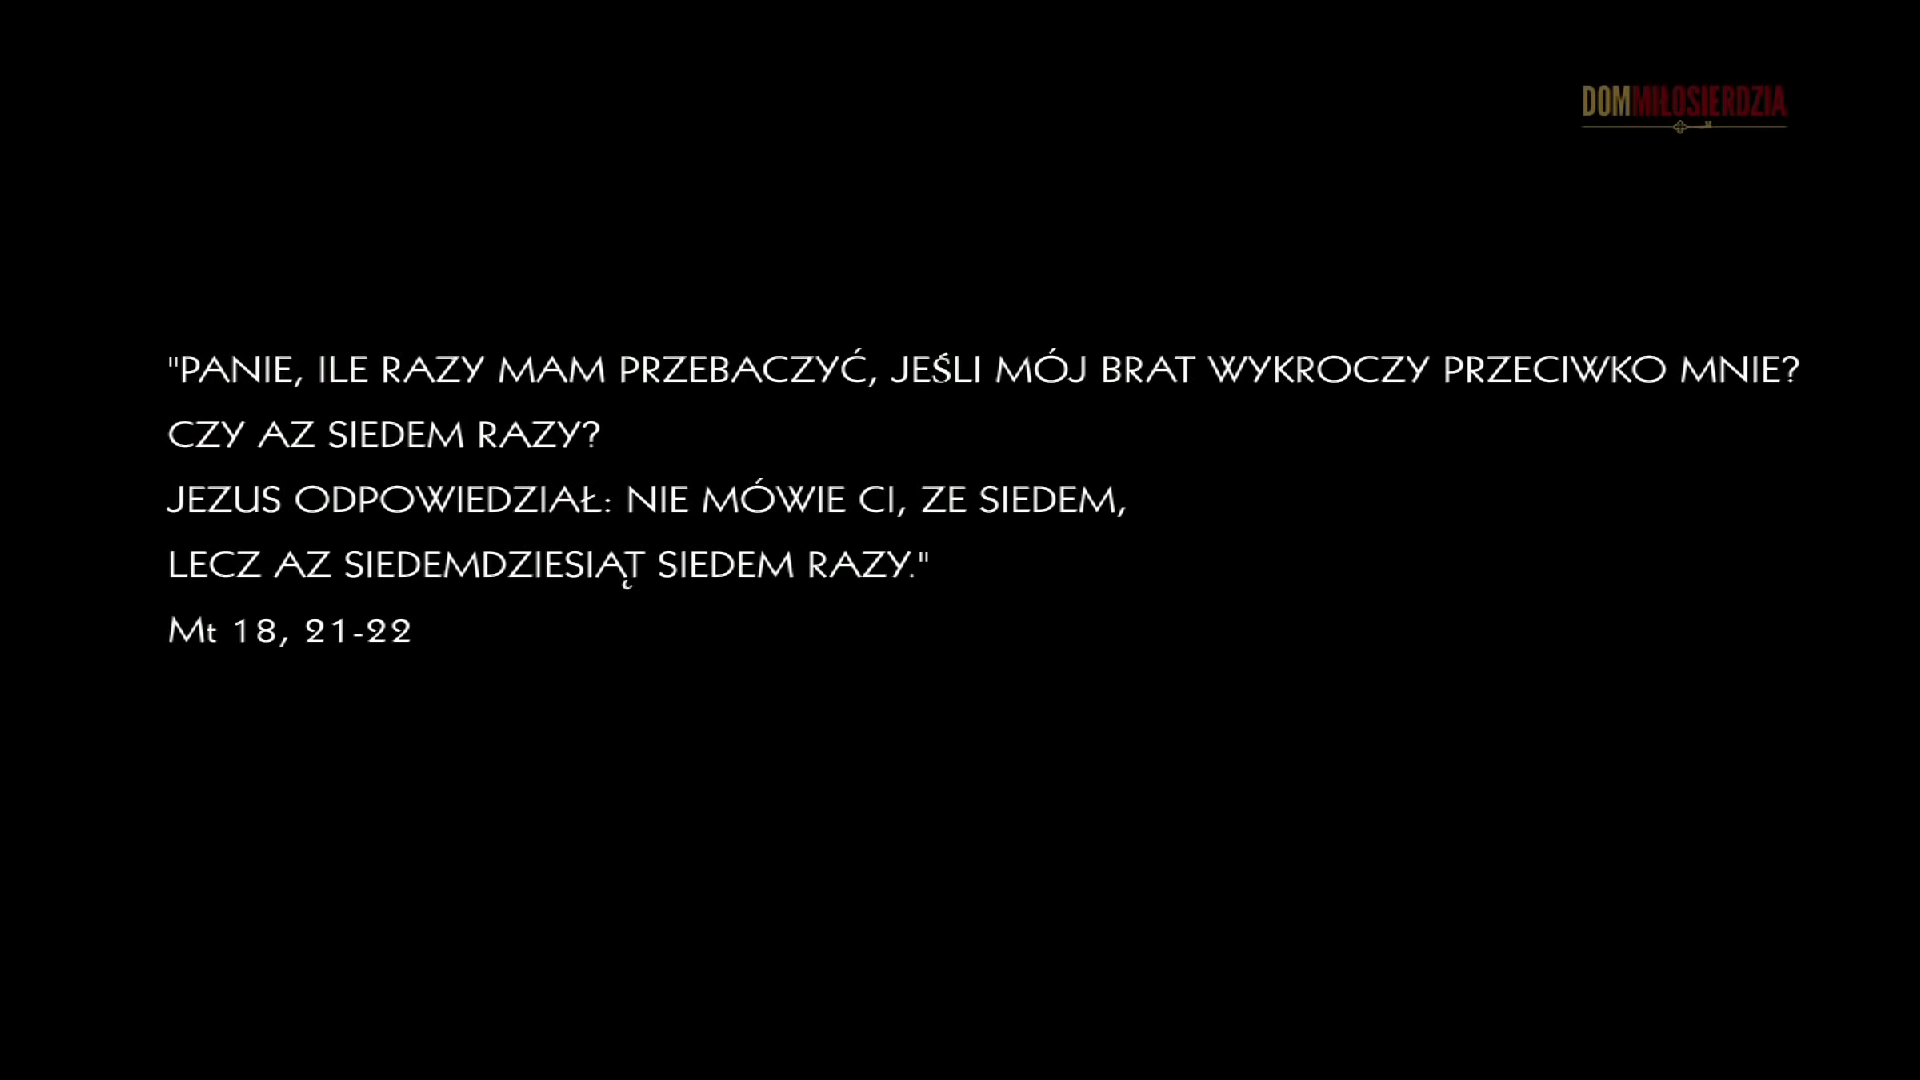 DOMMIŁOSIERDZIA
"PANIE, ILE RAZY MAM PRZEBACZYĆ, JEŚLI MÓJ BRAT WYKROCZY PRZECIWKO MNIE?
CZY AZ SIEDEM RAZY?
JEZUS ODPOWIEDZIAŁ: NIE MÓWIE CI, ZE SIEDEM,
LECZ AZ SIEDEMDZIESIĄT SIEDEM RAZY."
Mt 18, 21-22